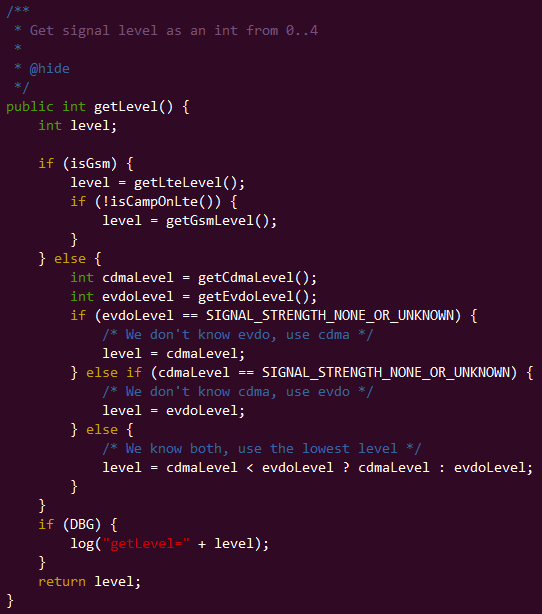 /**
 * Get signal level as an int from 0..4
 *
 * @hide
 */
public int getLevel() {
    int level;

    if (isGsm) {
        level = getLteLevel();
        if (!isCampOnLte()) {
            level = getGsmLevel();
        }
    } else {
        int cdmaLevel = getCdmaLevel();
        int evdoLevel = getEvdoLevel();
        if (evdoLevel == SIGNAL_STRENGTH_NONE_OR_UNKNOWN) {
            /* We don't know evdo, use cdma */
            level = cdmaLevel;
        } else if (cdmaLevel == SIGNAL_STRENGTH_NONE_OR_UNKNOWN) {
            /* We don't know cdma, use evdo */
            level = evdoLevel;
        } else {
            /* We know both, use the lowest level */
            level = cdmaLevel < evdoLevel ? cdmaLevel : evdoLevel;
        }
    }
    if (DBG) {
        log("getLevel=" + level);
    }
    return level;
}